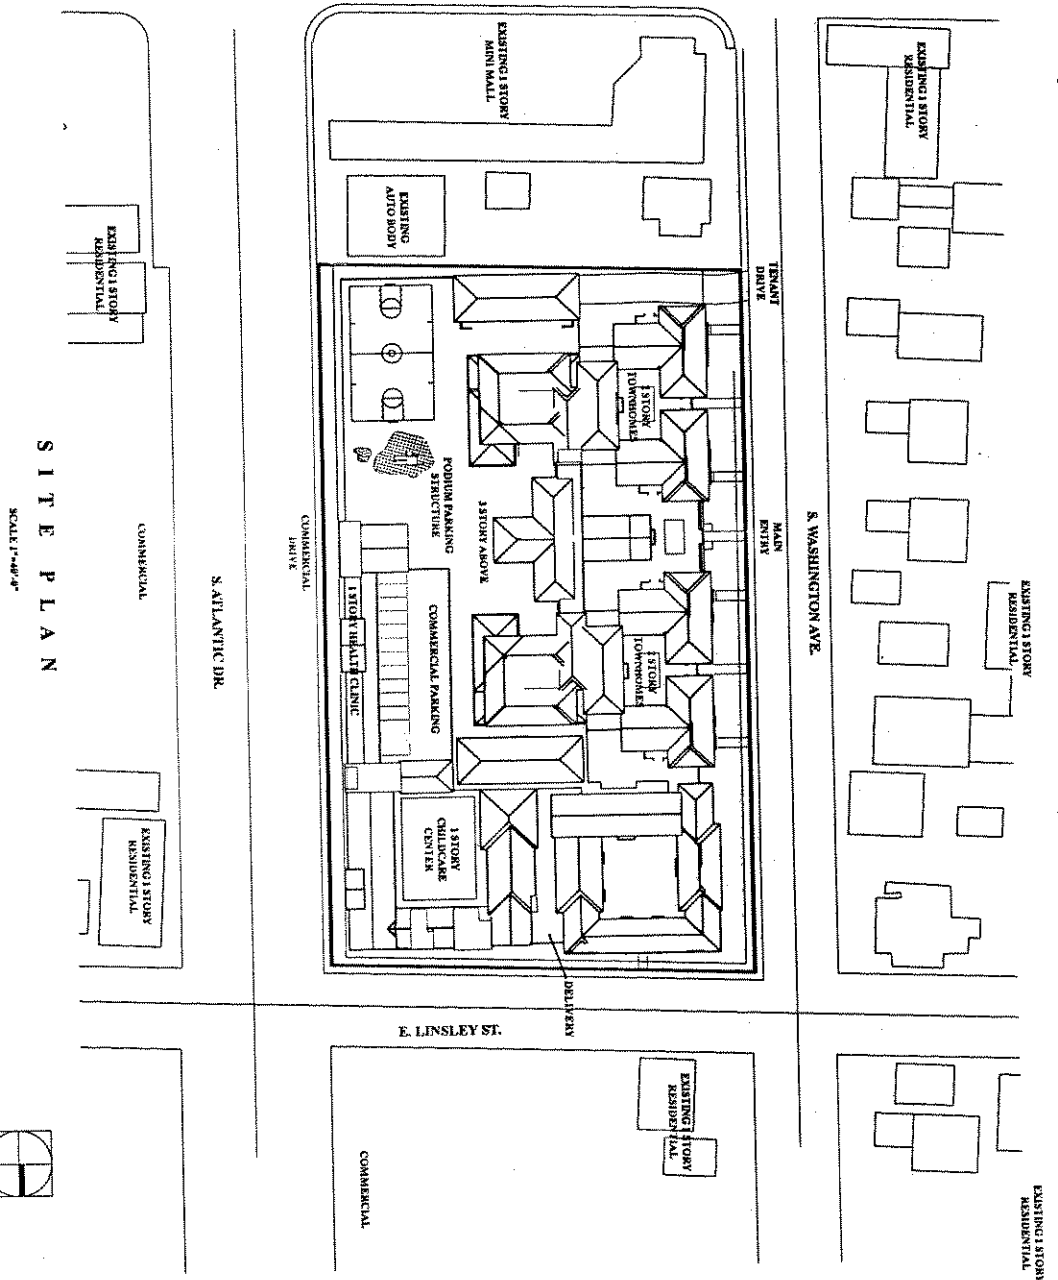 EXISTING 1 STORY
MINI MALL
EXISTING 1 STORY
RESIDENTIAL
EXISTING
AUTO BODY
EXISTING 1 STORY
RESIDENTIAL
TENANT
DRIVE
TOWNHOMES
PODIUM PARKING
STRUCTURE
3 STORY ABOVE
MAIN
ENTRY
S. WASHINGTON AVE.
COMMERCIAL
DRIVE
COMMERCIAL
S. ATLANTIC DR.
1 STORY HEALTH CLINIC
COMMERCIAL PARKING
STORY
TOWNHOMES
EXISTING 1 STORY
RESIDENTIAL
1 STORY
CHILDCARE
CENTER
EXISTING 1 STORY
RESIDENTIAL
DELIVERY
E. LINSLEY ST.
EXISTING 1 STORY
RESIDENTIAL
COMMERCIAL
EXISTING 1 STORY
RESIDENTIAL
SITE PLAN
SCALE